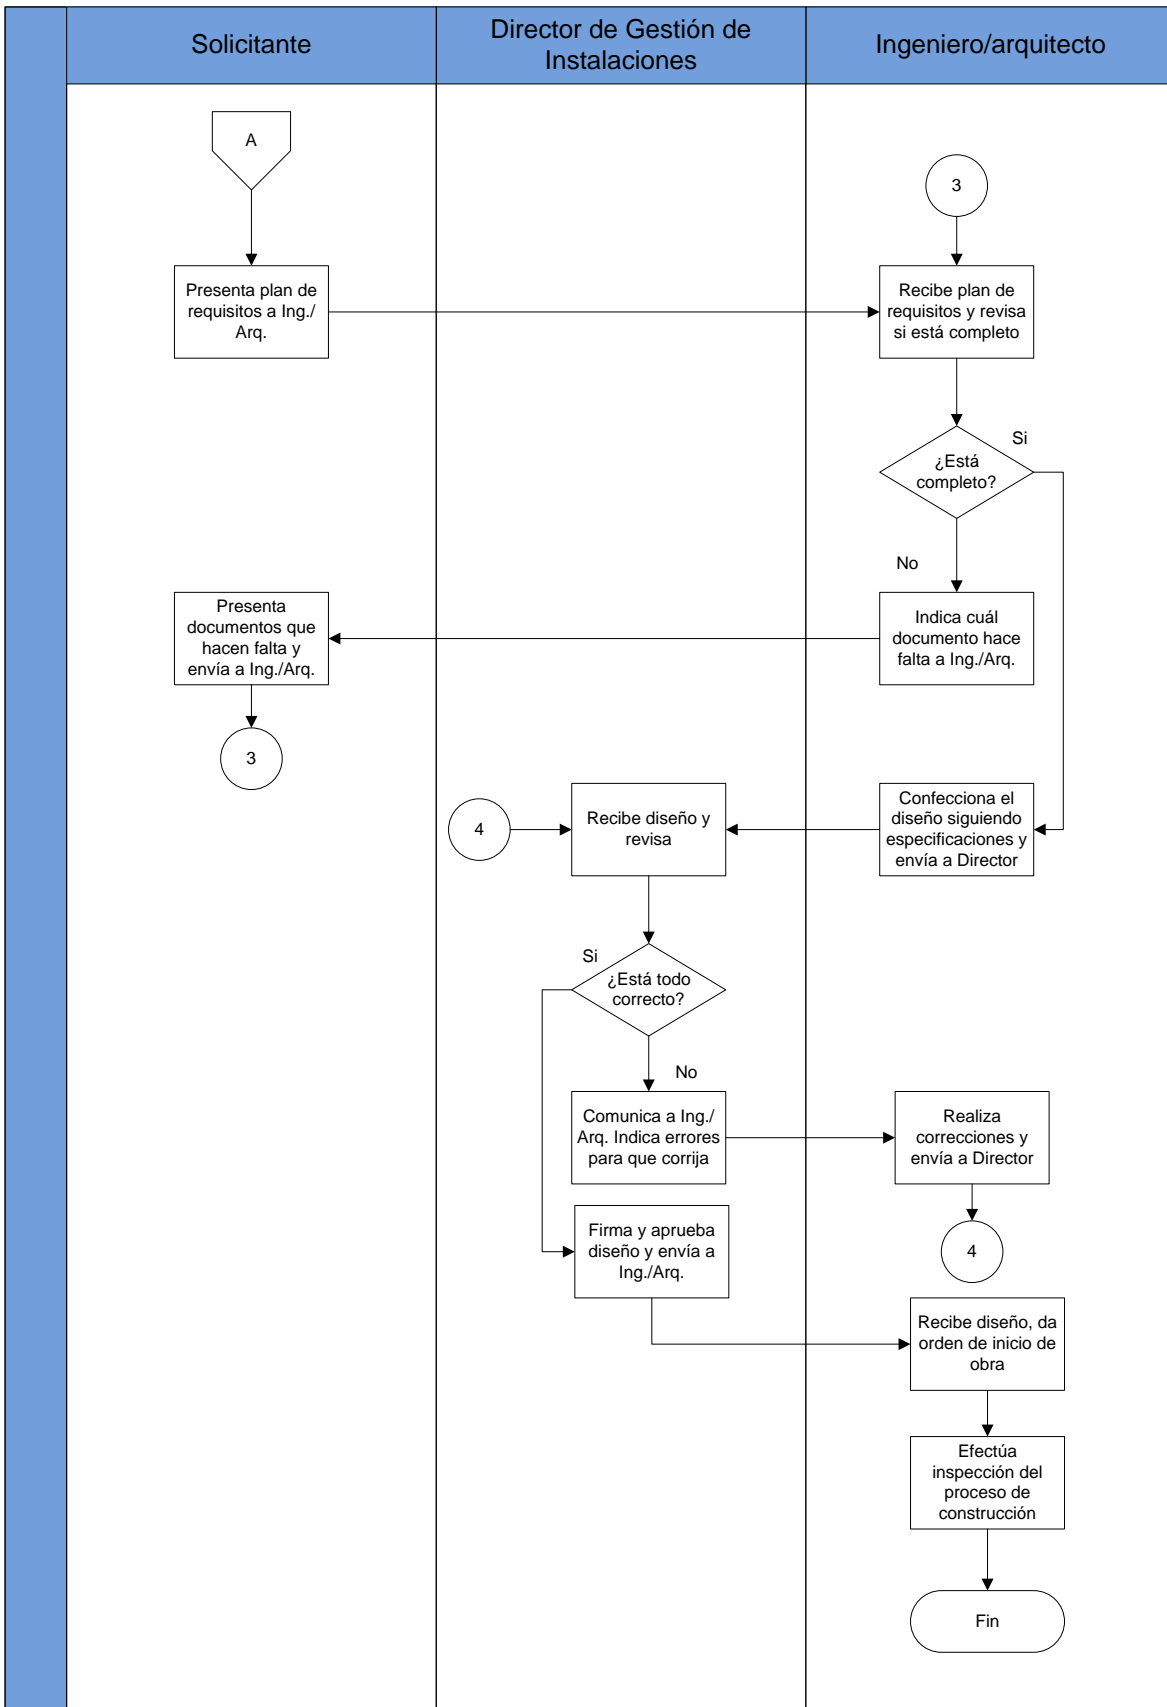 Solicitante
Director de Gestión de
Instalaciones
Ingeniero/arquitecto
A
3
Presenta plan de
requisitos a Ing./
Arq.
Recibe plan de
requisitos y revisa
si está completo
Si
¿Está
completo?
No
Presenta
documentos que
hacen falta y
envía a Ing./Arq.
Indica cuál
documento hace
falta a Ing./Arq.
3
4
Recibe diseño y
revisa
Confecciona el
diseño siguiendo
especificaciones y
envía a Director
Si
¿Está todo
correcto?
No
Comunica a Ing./
Arq. Indica errores
para que corrija
Realiza
correcciones y
envía a Director
Firma y aprueba
diseño y envía a
Ing./Arq.
4
Recibe diseño, da
orden de inicio de
obra
Efectúa
inspección del
proceso de
construcción
Fin